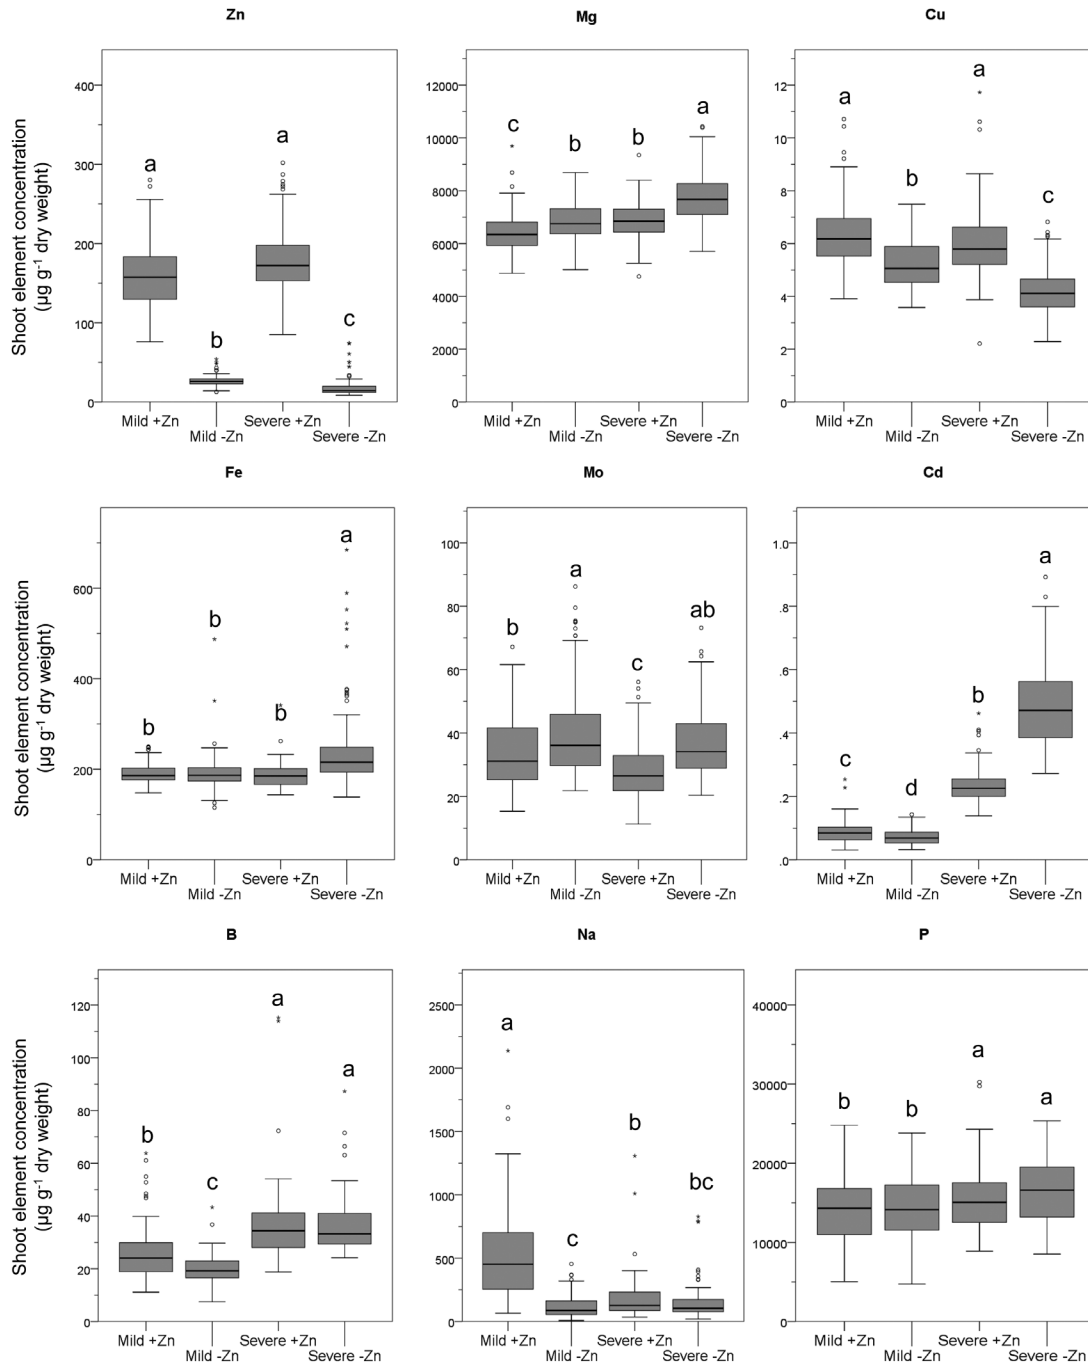 Zn
Mg
Cu
Shoot element concentration
(µg g⁻¹ dry weight)
400
300
200
100
0
a
b
a
c
Mild +Zn
Mild -Zn
Severe +Zn
Severe -Zn
12000
10000
8000
6000
4000
2000
0
c
b
b
a
Mild +Zn
Mild -Zn
Severe +Zn
Severe -Zn
12
10
8
6
4
2
0
a
b
a
c
Mild +Zn
Mild -Zn
Severe +Zn
Severe -Zn
Fe
Mo
Cd
Shoot element concentration
(µg g⁻¹ dry weight)
600
400
200
0
b
b
b
a
Mild +Zn
Mild -Zn
Severe +Zn
Severe -Zn
100
80
60
40
20
0
b
a
c
ab
Mild +Zn
Mild -Zn
Severe +Zn
Severe -Zn
1.0
.8
.6
.4
.2
.0
c
d
b
a
Mild +Zn
Mild -Zn
Severe +Zn
Severe -Zn
B
Na
P
Shoot element concentration
(µg g⁻¹ dry weight)
120
100
80
60
40
20
0
b
c
a
a
Mild +Zn
Mild -Zn
Severe +Zn
Severe -Zn
2500
2000
1500
1000
500
0
a
c
b
bc
Mild +Zn
Mild -Zn
Severe +Zn
Severe -Zn
40000
30000
20000
10000
0
b
b
a
a
Mild +Zn
Mild -Zn
Severe +Zn
Severe -Zn